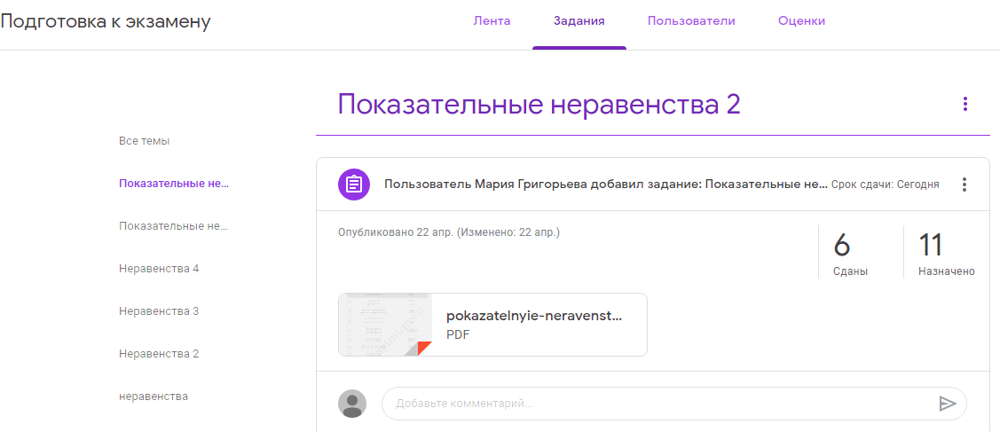 Подготовка к экзамену
Лента
Задания
Пользователи
Оценки
Показательные неравенства 2
Все темы
Показательные не...
Показательные не...
Неравенства 4
Неравенства 3
Неравенства 2
неравенства
Пользователь Мария Григорьева добавил задание: Показательные не... Срок сдачи: Сегодня
Опубликовано 22 апр. (Изменено: 22 апр.)
6
Сданы
11
Назначено
pokazatelnyie-neravenst...
PDF
Добавьте комментарий...